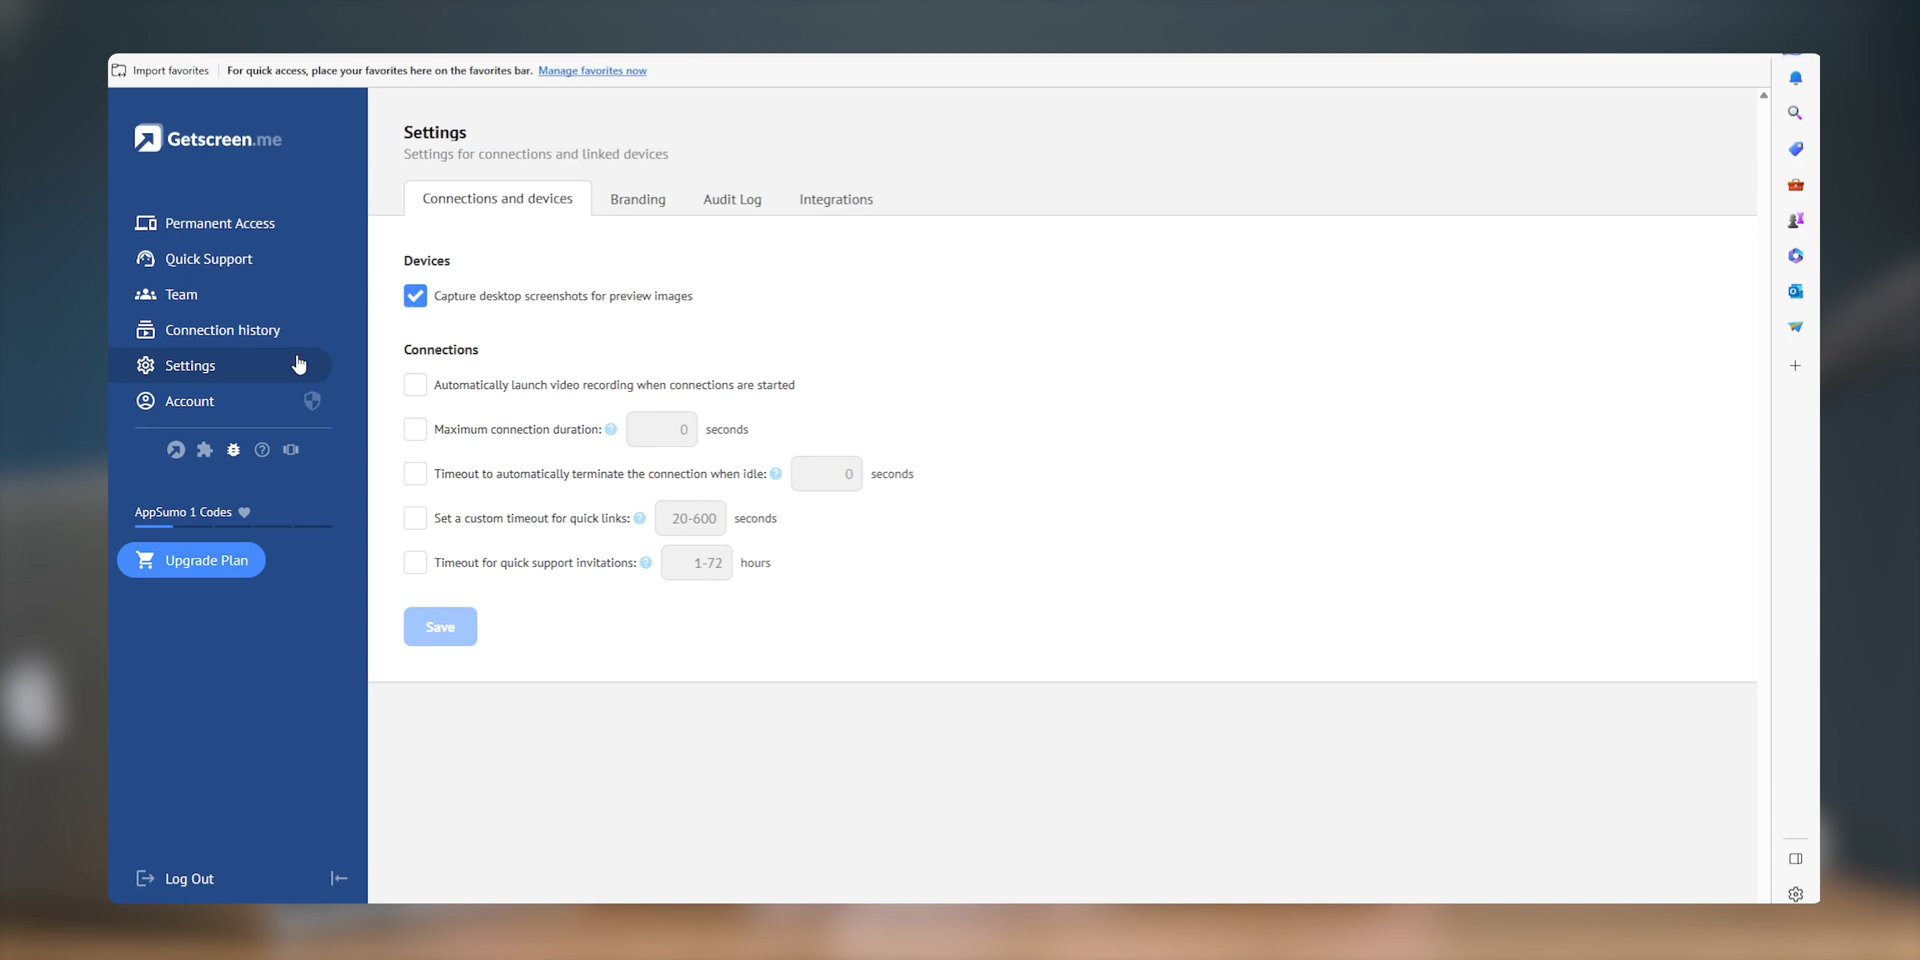 Import favorites
For quick access, place your favorites here on the favorites bar. Manage favorites now
Getscreen.me
Permanent Access
Quick Support
Team
Connection history
Settings
Account
AppSumo 1 Codes
Upgrade Plan
Log Out
Settings
Settings for connections and linked devices
Connections and devices
Branding
Audit Log
Integrations
Devices
Capture desktop screenshots for preview images
Connections
Automatically launch video recording when connections are started
Maximum connection duration: ? 0 seconds
Timeout to automatically terminate the connection when idle: ? 0 seconds
Set a custom timeout for quick links: ? 20-600 seconds
Timeout for quick support invitations: ? 1-72 hours
Save